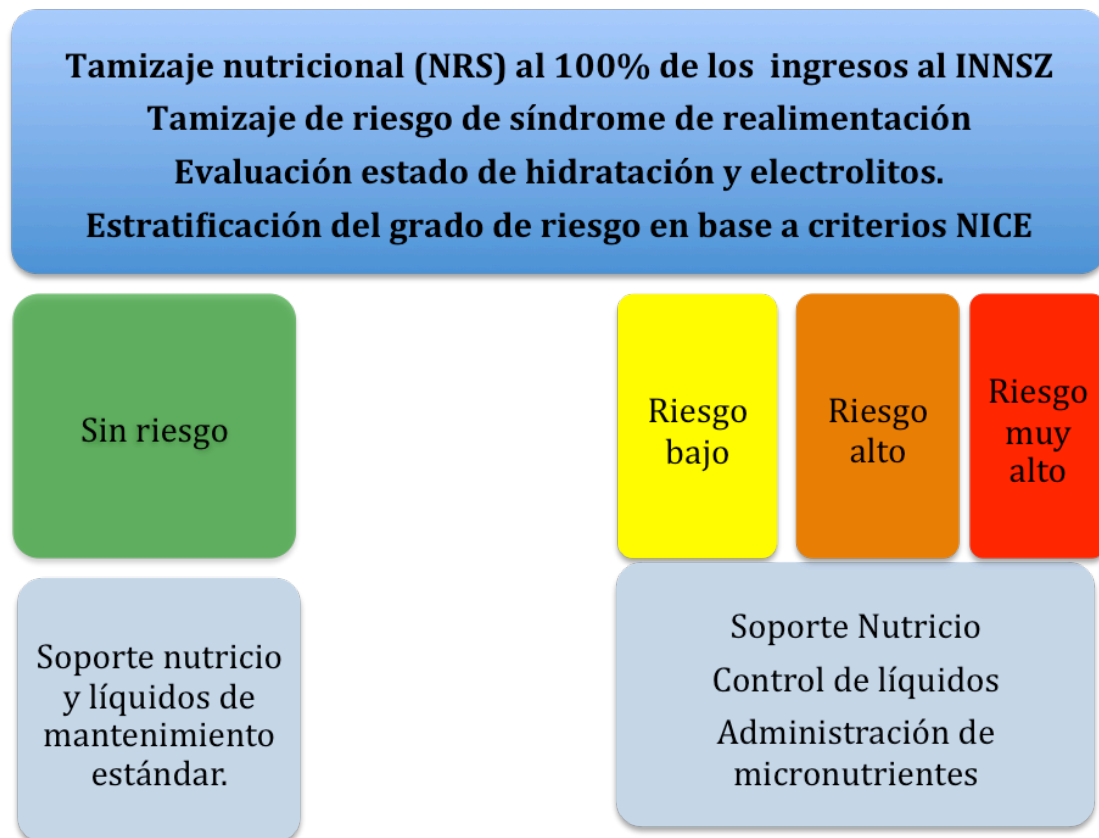 Tamizaje nutricional (NRS) al 100% de los ingresos al INNSZ
Tamizaje de riesgo de síndrome de realimentación
Evaluación estado de hidratación y electrolitos.
Estratificación del grado de riesgo en base a criterios NICE
Sin riesgo
Riesgo
bajo
Riesgo
alto
Riesgo
muy
alto
Soporte nutricio
y líquidos de
mantenimiento
estándar.
Soporte Nutricio
Control de líquidos
Administración de
micronutrientes